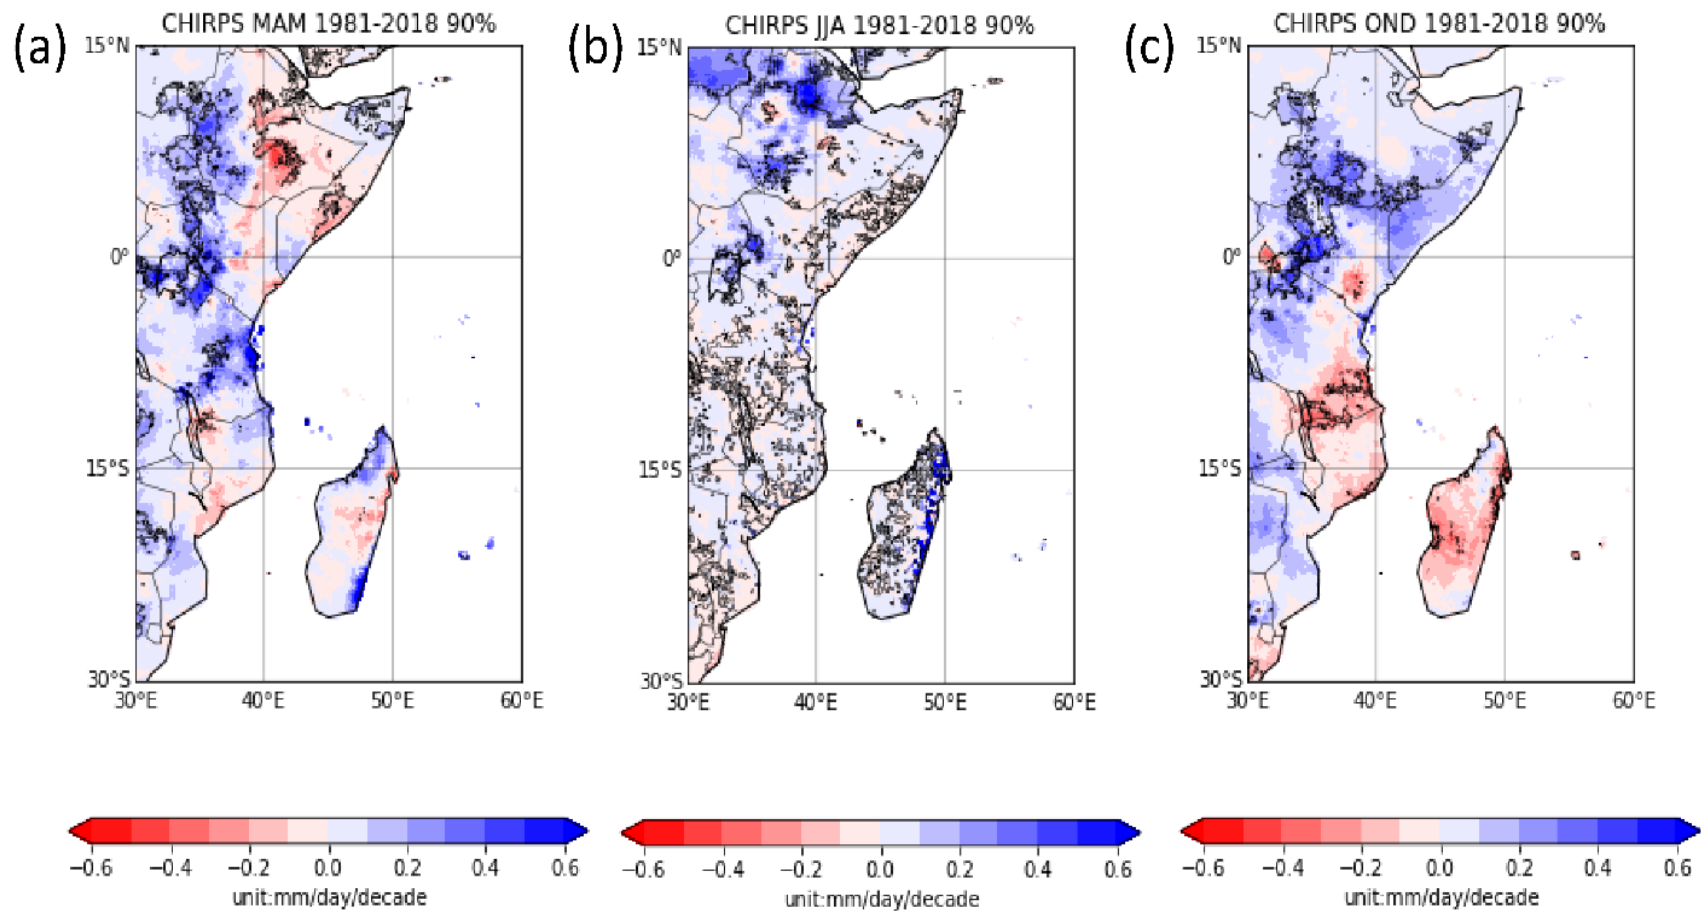 (a)
CHIRPS MAM 1981-2018 90%
15°N
0°
15°S
30°S
30°E
40°E
50°E
60°E
−0.6
−0.4
−0.2
0.0
0.2
0.4
0.6
unit:mm/day/decade
(b)
CHIRPS JJA 1981-2018 90%
15°N
0°
15°S
30°S
30°E
40°E
50°E
60°E
−0.6
−0.4
−0.2
0.0
0.2
0.4
0.6
unit:mm/day/decade
(c)
CHIRPS OND 1981-2018 90%
15°N
0°
15°S
30°S
30°E
40°E
50°E
60°E
−0.6
−0.4
−0.2
0.0
0.2
0.4
0.6
unit:mm/day/decade